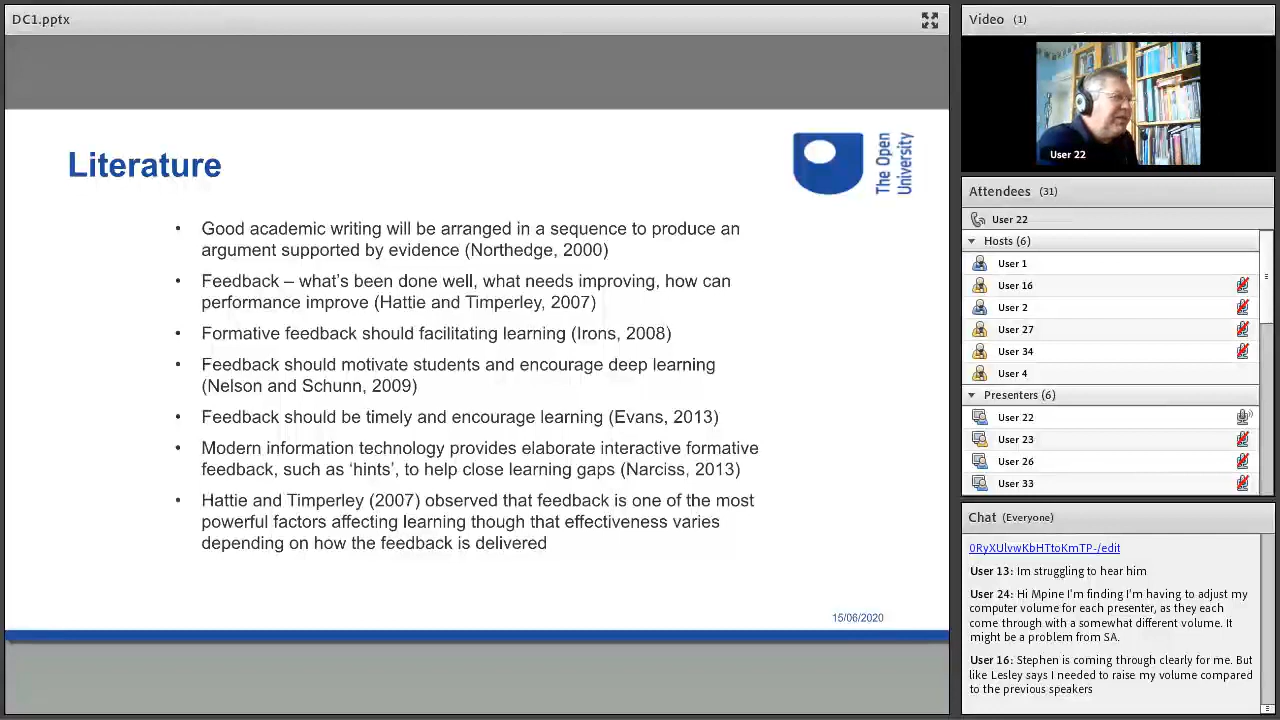 DC1.pptx
Literature
The Open
University
• Good academic writing will be arranged in a sequence to produce an
argument supported by evidence (Northedge, 2000)
• Feedback – what’s been done well, what needs improving, how can
performance improve (Hattie and Timperley, 2007)
• Formative feedback should facilitating learning (Irons, 2008)
• Feedback should motivate students and encourage deep learning
(Nelson and Schunn, 2009)
• Feedback should be timely and encourage learning (Evans, 2013)
• Modern information technology provides elaborate interactive formative
feedback, such as ‘hints’, to help close learning gaps (Narciss, 2013)
• Hattie and Timperley (2007) observed that feedback is one of the most
powerful factors affecting learning though that effectiveness varies
depending on how the feedback is delivered
15/06/2020
Video (1)
User 22
Attendees (31)
User 22
Hosts (6)
User 1
User 16
User 2
User 27
User 34
User 4
Presenters (6)
User 22
User 23
User 26
User 33
Chat (Everyone)
0RyXUlvwKbHTtoKmTP-/edit
User 13: Im struggling to hear him
User 24: Hi Mpine I'm finding I'm having to adjust my
computer volume for each presenter, as they each
come through with a somewhat different volume. It
might be a problem from SA.
User 16: Stephen is coming through clearly for me. But
like Lesley says I needed to raise my volume compared
to the previous speakers